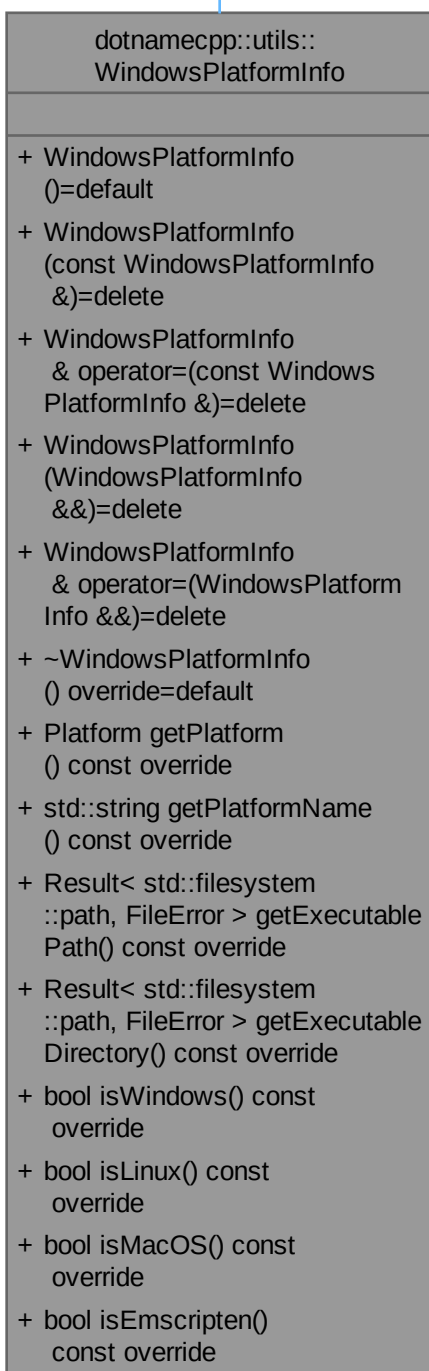 dotnamecpp::utils::
WindowsPlatformInfo
+ WindowsPlatformInfo
()=default
+ WindowsPlatformInfo
(const WindowsPlatformInfo
&)=delete
+ WindowsPlatformInfo
& operator=(const Windows
PlatformInfo &)=delete
+ WindowsPlatformInfo
(WindowsPlatformInfo
&&)=delete
+ WindowsPlatformInfo
& operator=(WindowsPlatform
Info &&)=delete
+ ~WindowsPlatformInfo
() override=default
+ Platform getPlatform
() const override
+ std::string getPlatformName
() const override
+ Result< std::filesystem
::path, FileError > getExecutable
Path() const override
+ Result< std::filesystem
::path, FileError > getExecutable
Directory() const override
+ bool isWindows() const
override
+ bool isLinux() const
override
+ bool isMacOS() const
override
+ bool isEmscripten()
const override